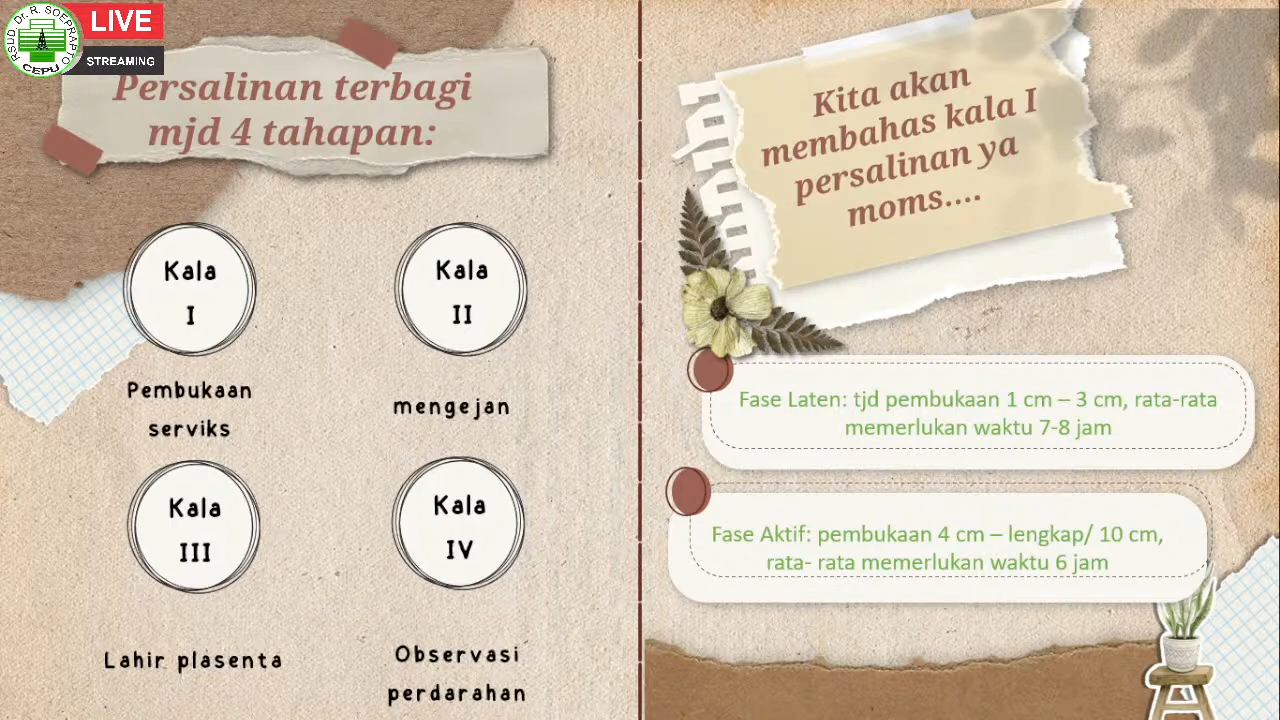 RSUD Dr. R. SOEPRAPTO
CEPU
LIVE
STREAMING
Persalinan terbagi
mjd 4 tahapan:
Kala
I
Pembukaan
serviks
Kala
II
mengejan
Kala
III
Lahir plasenta
Kala
IV
Observasi
perdarahan
Kita akan
membahas kala I
persalinan ya
moms....
Fase Laten: tjd pembukaan 1 cm – 3 cm, rata-rata
memerlukan waktu 7-8 jam
Fase Aktif: pembukaan 4 cm – lengkap/ 10 cm,
rata- rata memerlukan waktu 6 jam